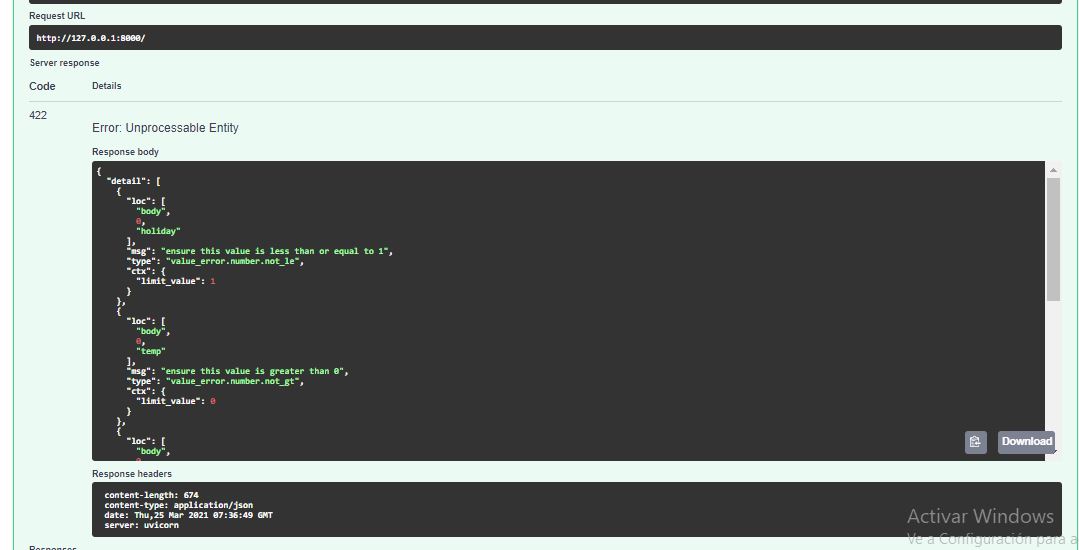 Request URL
http://127.0.0.1:8000/
Server response
Code Details
422
Error: Unprocessable Entity
Response body
{
"detail": [
{
"loc": [
"body",
0,
"holiday"
],
"msg": "ensure this value is less than or equal to 1",
"type": "value_error.number.not_le",
"ctx": {
"limit_value": 1
}
},
{
"loc": [
"body",
0,
"temp"
],
"msg": "ensure this value is greater than 0",
"type": "value_error.number.not_gt",
"ctx": {
"limit_value": 0
}
},
{
"loc": [
"body",
Download
Response headers
content-length: 674
content-type: application/json
date: Thu,25 Mar 2021 07:36:49 GMT
server: uvicorn
Activar Windows
Ve a Configuración para a
Responses